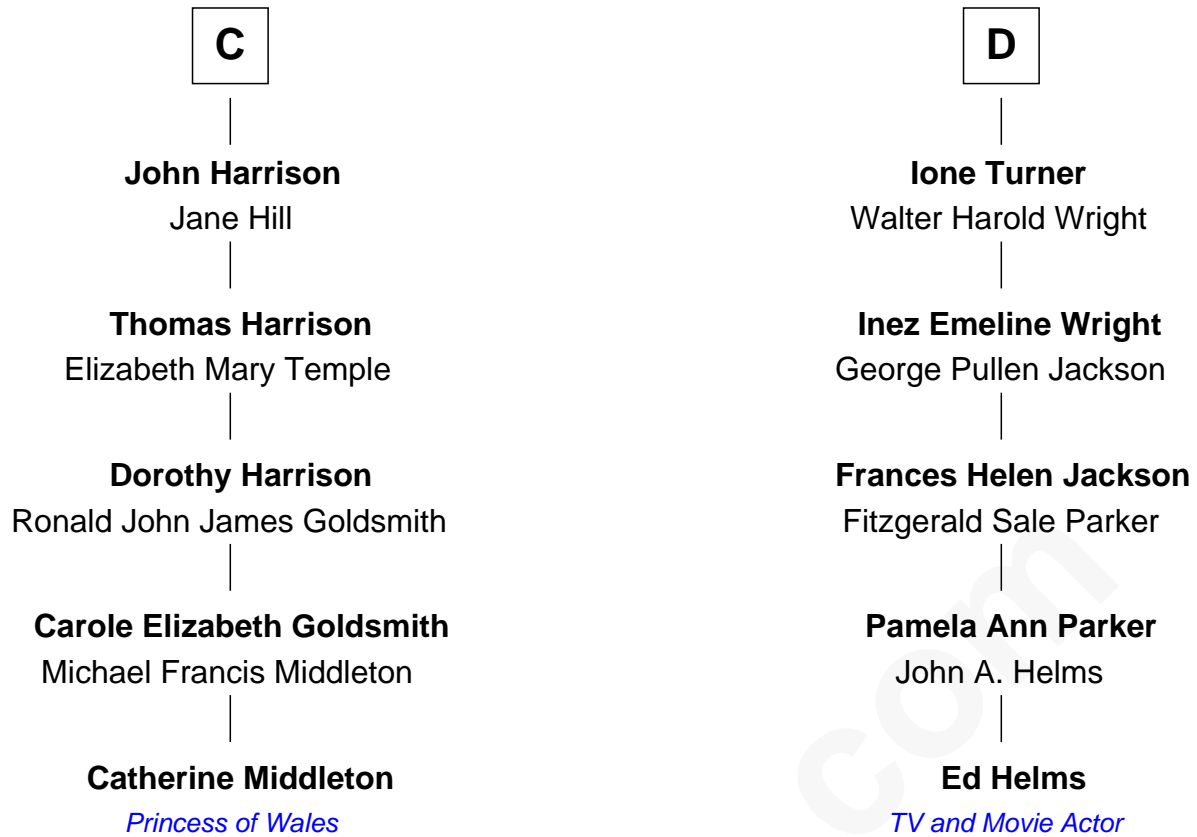 C
John Harrison
Jane Hill
Thomas Harrison
Elizabeth Mary Temple
Dorothy Harrison
Ronald John James Goldsmith
Carole Elizabeth Goldsmith
Michael Francis Middleton
Catherine Middleton
Princess of Wales
D
Ione Turner
Walter Harold Wright
Inez Emeline Wright
George Pullen Jackson
Frances Helen Jackson
Fitzgerald Sale Parker
Pamela Ann Parker
John A. Helms
Ed Helms
TV and Movie Actor
com